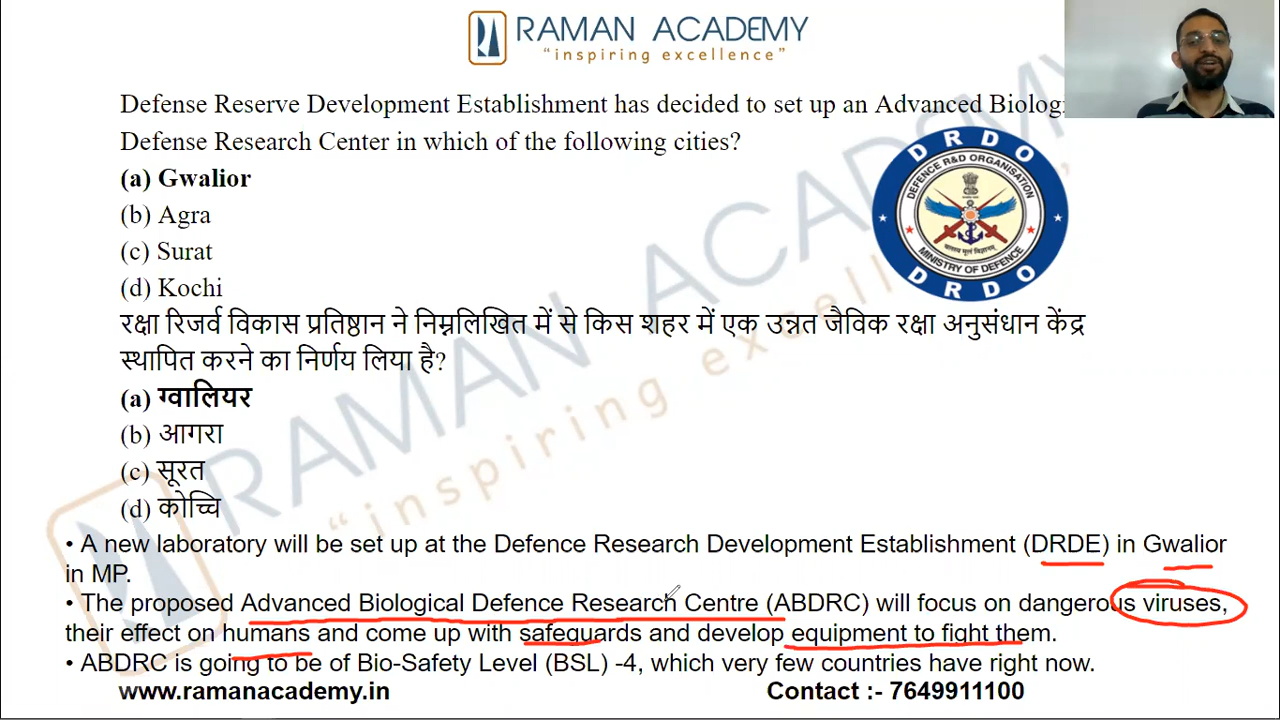 RAMAN ACADEMY
“inspiring excellence”
Defense Reserve Development Establishment has decided to set up an Advanced
Defense Research Center in which of the following cities?
(a) Gwalior
(b) Agra
(c) Surat
(d) Kochi
DRDO
DEFENCE R&D ORGANISATION
MINISTRY OF DEFENCE
DRDO
रक्षा रिजर्व विकास प्रतिष्ठान ने निम्नलिखित में से किस शहर में एक उन्नत जैविक रक्षा अनुसंधान केंद्र
स्थापित करने का निर्णय लिया है?
(a) ग्वालियर
(b) आगरा
(c) सूरत
(d) कोच्चि
RAMAN ACADEMY
“inspiring excelle
• A new laboratory will be set up at the Defence Research Development Establishment (DRDE) in Gwalior
in MP.
• The proposed Advanced Biological Defence Research Centre (ABDRC) will focus on dangerous viruses,
their effect on humans and come up with safeguards and develop equipment to fight them.
• ABDRC is going to be of Bio-Safety Level (BSL) -4, which very few countries have right now.
www.ramanacademy.in
Contact :- 7649911100